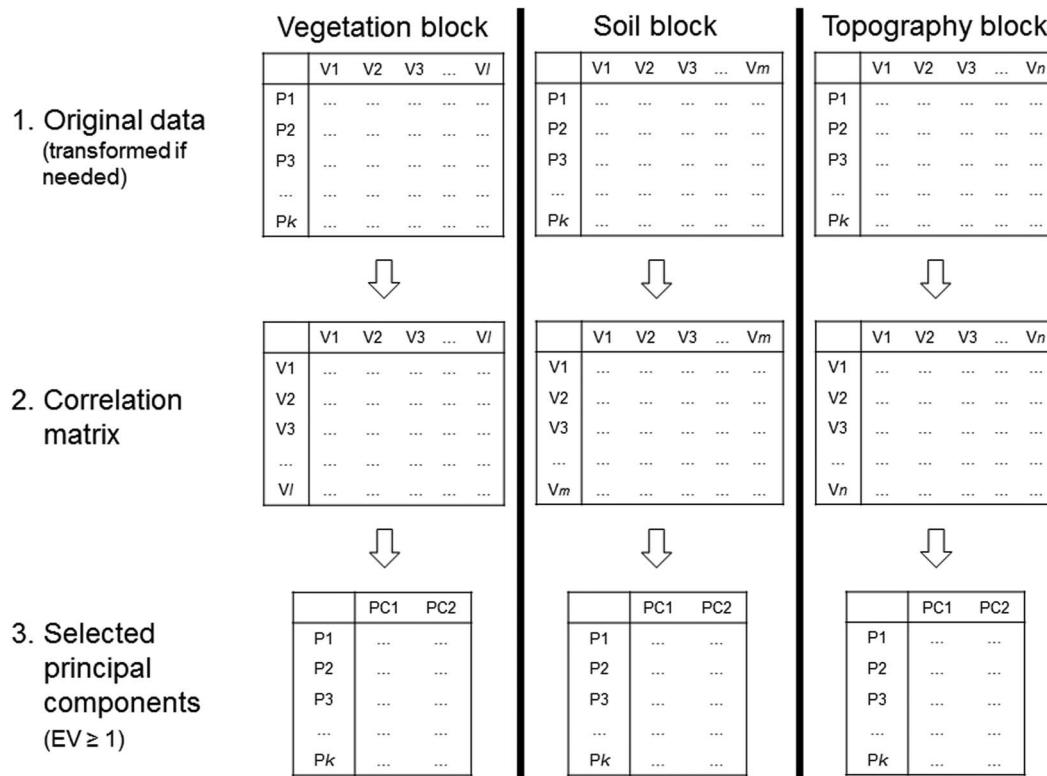 Vegetation block Soil block Topography block
1. Original data
(transformed if
needed)
V1 V2 V3 ... Vl
P1 ... ... ... ... ...
P2 ... ... ... ... ...
P3 ... ... ... ... ...
... ... ... ... ... ...
Pk ... ... ... ... ...
V1 V2 V3 ... Vm
P1 ... ... ... ... ...
P2 ... ... ... ... ...
P3 ... ... ... ... ...
... ... ... ... ... ...
Pk ... ... ... ... ...
V1 V2 V3 ... Vn
P1 ... ... ... ... ...
P2 ... ... ... ... ...
P3 ... ... ... ... ...
... ... ... ... ... ...
Pk ... ... ... ... ...
2. Correlation
matrix
V1 V2 V3 ... Vl
V1 ... ... ... ... ...
V2 ... ... ... ... ...
V3 ... ... ... ... ...
... ... ... ... ... ...
Vl ... ... ... ... ...
V1 V2 V3 ... Vm
V1 ... ... ... ... ...
V2 ... ... ... ... ...
V3 ... ... ... ... ...
... ... ... ... ... ...
Vm ... ... ... ... ...
V1 V2 V3 ... Vn
V1 ... ... ... ... ...
V2 ... ... ... ... ...
V3 ... ... ... ... ...
... ... ... ... ... ...
Vn ... ... ... ... ...
3. Selected
principal
components
(EV ≥ 1)
PC1 PC2
P1 ... ...
P2 ... ...
P3 ... ...
... ... ...
Pk ... ...
PC1 PC2
P1 ... ...
P2 ... ...
P3 ... ...
... ... ...
Pk ... ...
PC1 PC2
P1 ... ...
P2 ... ...
P3 ... ...
... ... ...
Pk ... ...